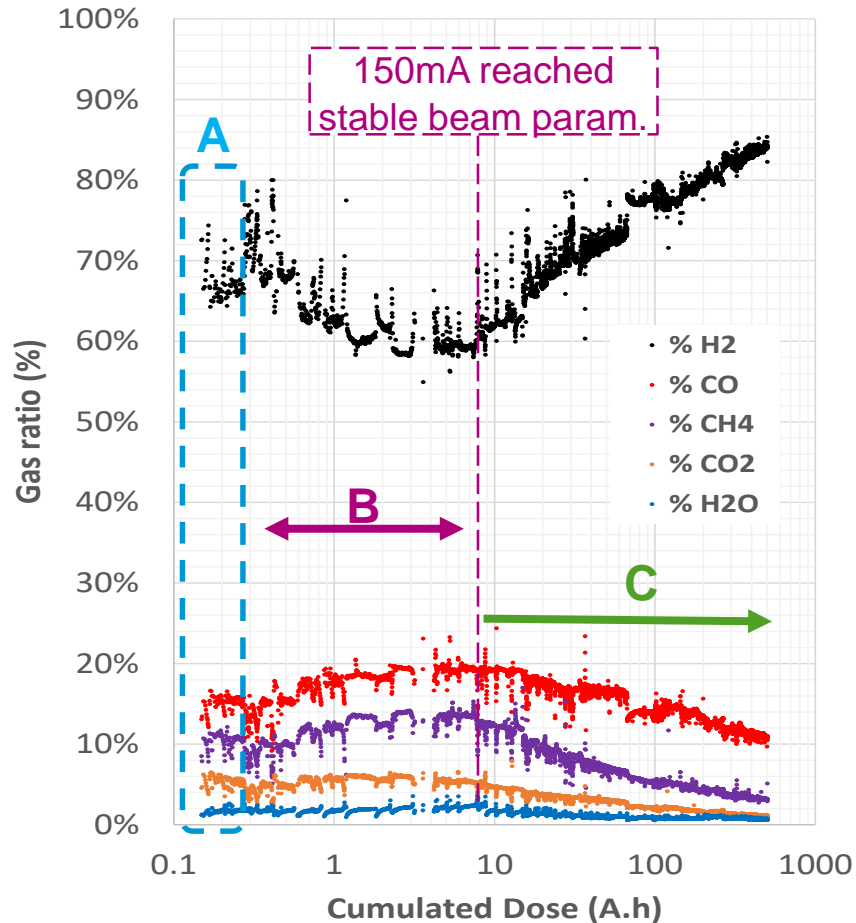 100%
90%
80%
70%
60%
50%
40%
30%
20%
10%
0%
Gas ratio (%)
150mA reached
stable beam param.
A
B
C
% H2
% CO
% CH4
% CO2
% H2O
0.1 1 10 100 1000
Cumulated Dose (A.h)